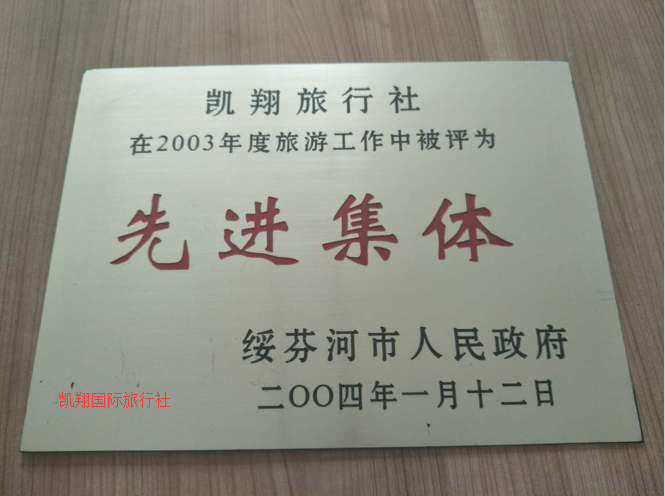 凯翔旅行社
在2003年度旅游工作中被评为
先进集体
绥芬河市人民政府
二〇〇四年一月十二日
凯翔国际旅行社